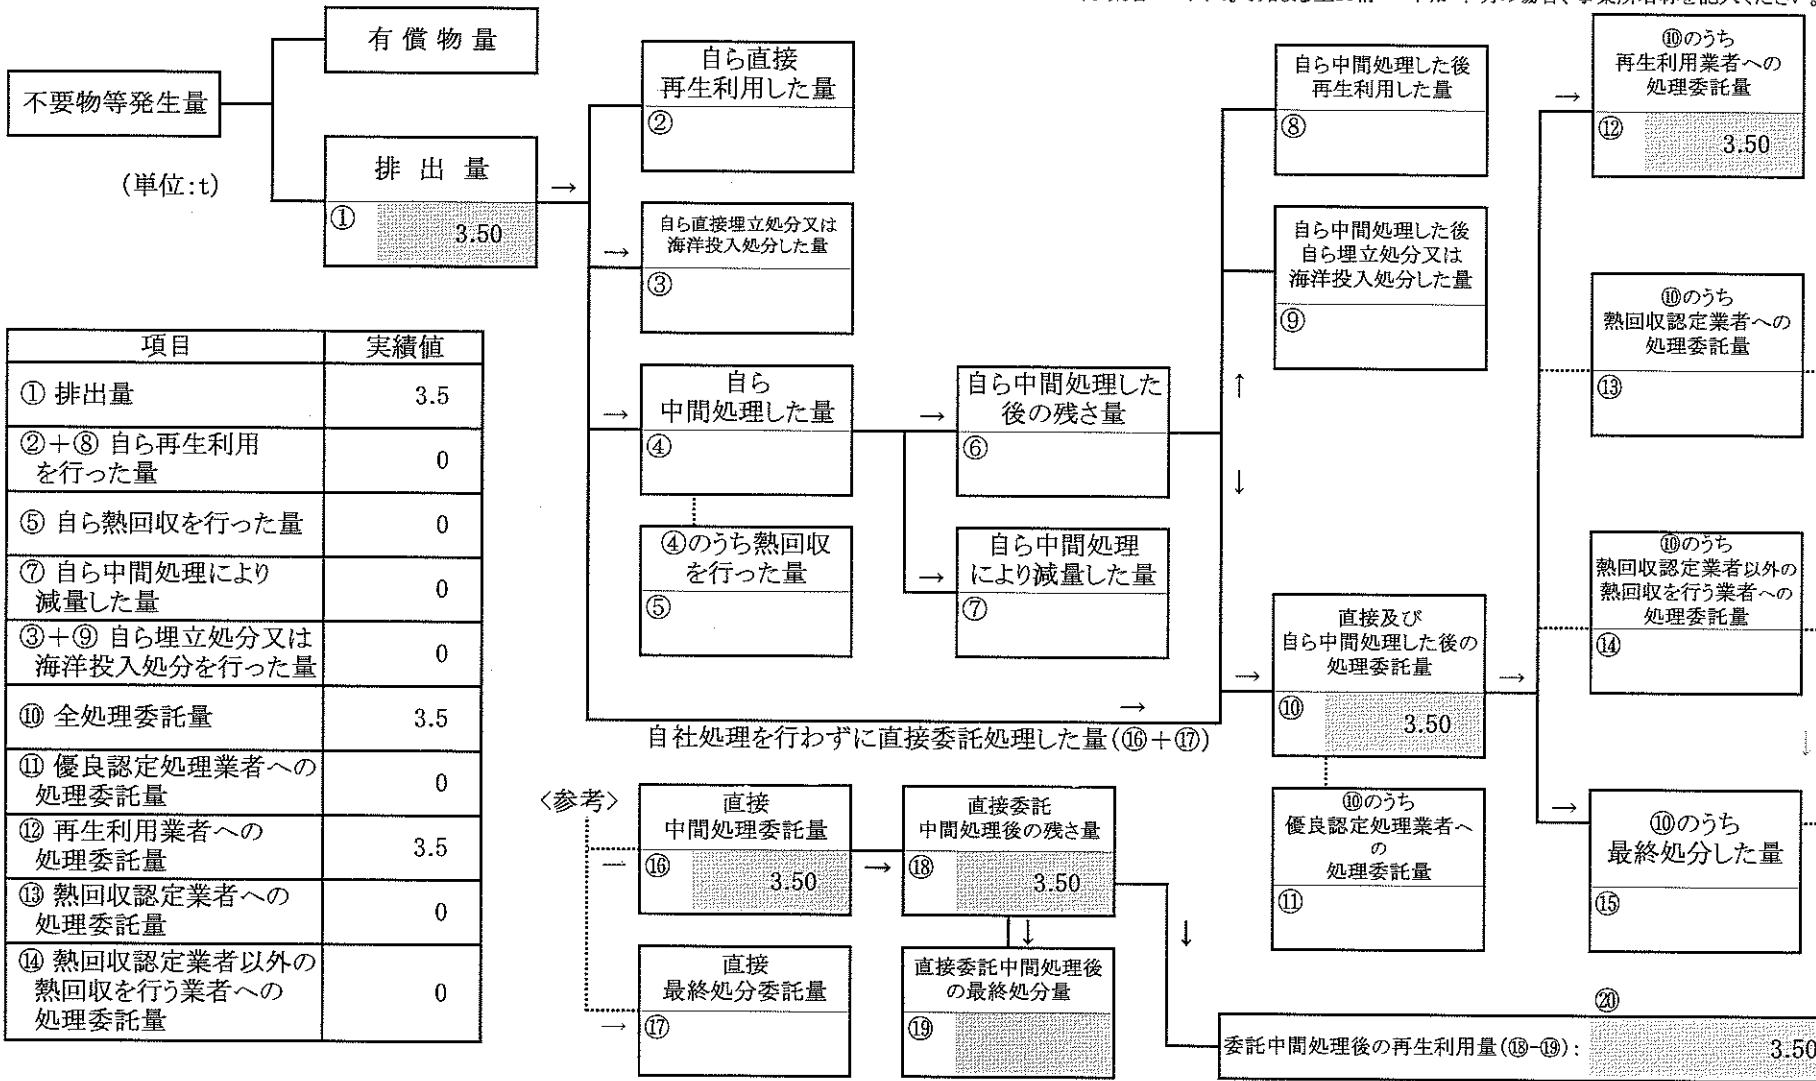 不要物等発生量
(単位:t)
有償物量
排出量
①
3.50
自ら直接
再生利用した量
②
自ら直接埋立処分又は
海洋投入処分した量
③
自ら
中間処理した量
④
④のうち熱回収
を行った量
⑤
自ら中間処理した
後の残さ量
⑥
自ら中間処理
により減量した量
⑦
自ら中間処理した後
再生利用した量
⑧
自ら中間処理した後
自ら埋立処分又は
海洋投入処分した量
⑨
直接及び
自ら中間処理した後の
処理委託量
⑩
3.50
⑩のうち
優良認定処理業者へ
の
処理委託量
⑪
⑩のうち
再生利用業者への
処理委託量
⑫
3.50
⑩のうち
熱回収認定業者への
処理委託量
⑬
⑩のうち
熱回収認定業者以外の
熱回収を行う業者への
処理委託量
⑭
⑩のうち
最終処分した量
⑮
自社処理を行わずに直接委託処理した量(⑯+⑰)
<参考>
直接
中間処理委託量
⑯
3.50
直接
最終処分委託量
⑰
直接委託
中間処理後の残さ量
⑱
3.50
直接委託中間処理後
の最終処分量
⑲
⑳
委託中間処理後の再生利用量(⑱-⑲):
3.50
項目 実績値
① 排出量 3.5
②+⑧ 自ら再生利用
を行った量 0
⑤ 自ら熱回収を行った量 0
⑦ 自ら中間処理により
減量した量 0
③+⑨ 自ら埋立処分又は
海洋投入処分を行った量 0
⑩ 全処理委託量 3.5
⑪ 優良認定処理業者への
処理委託量 0
⑫ 再生利用業者への
処理委託量 3.5
⑬ 熱回収認定業者への
処理委託量 0
⑭ 熱回収認定業者以外の
熱回収を行う業者への
処理委託量 0